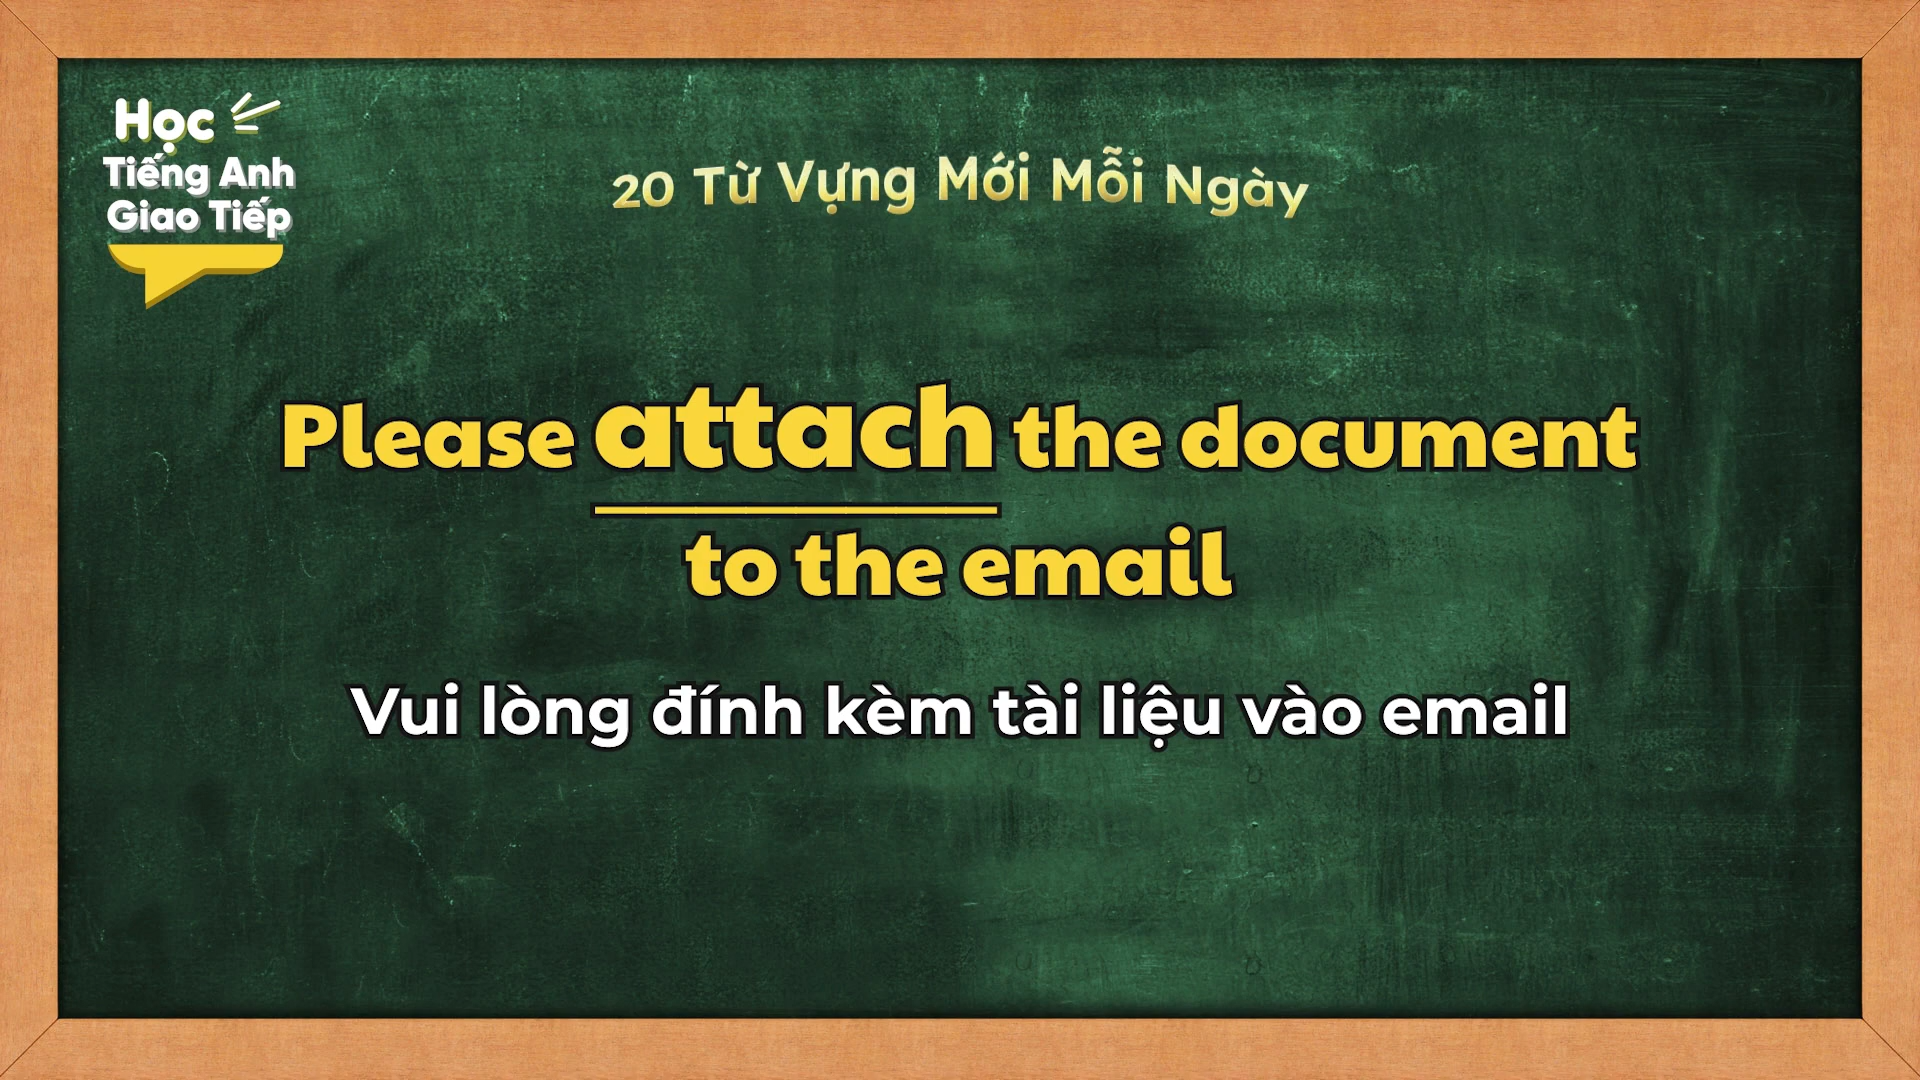 Học
Tiếng Anh
Giao Tiếp
20 Từ Vựng Mới Mỗi Ngày
Please attach the document
to the email
Vui lòng đính kèm tài liệu vào email